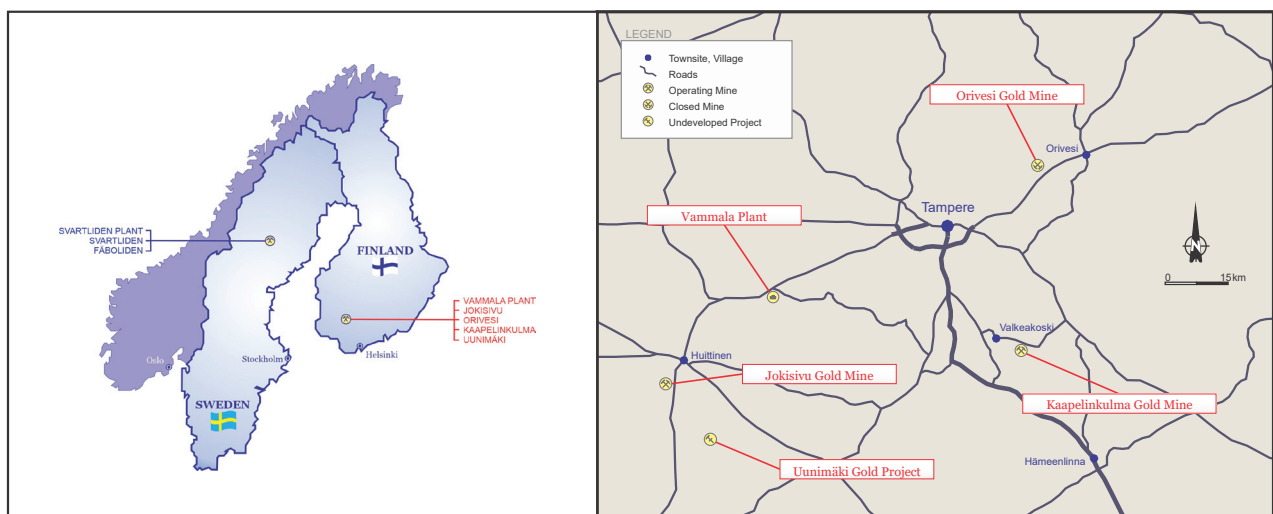 SVARTLIDEN PLANT
SVARTLIDEN
FÄBOLIDEN
FINLAND
VAMMALA PLANT
JOKISIVU
ORIVESI
KAAPELINKULMA
UUNIMÄKI
Oslo
Stockholm
Helsinki
SWEDEN
LEGEND
Townsite, Village
Roads
Operating Mine
Closed Mine
Undeveloped Project
Orivesi Gold Mine
Orivesi
Vammala Plant
Tampere
N
0 15km
Valkeakoski
Huittinen
Jokisivu Gold Mine
Kaapelinkulma Gold Mine
Uunimäki Gold Project
Hämeenlinna